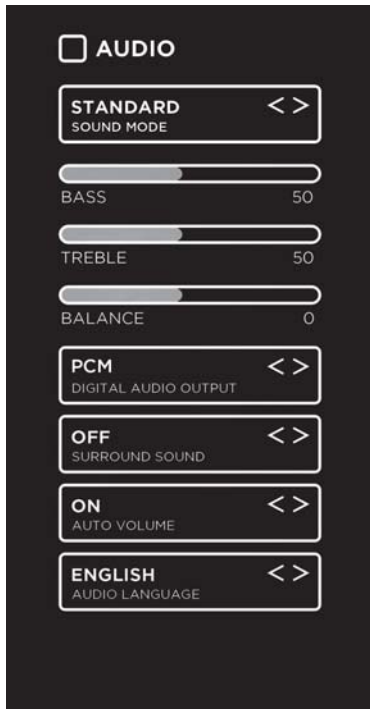 AUDIO
STANDARD < >
SOUND MODE
BASS 50
TREBLE 50
BALANCE 0
PCM < >
DIGITAL AUDIO OUTPUT
OFF < >
SURROUND SOUND
ON < >
AUTO VOLUME
ENGLISH < >
AUDIO LANGUAGE